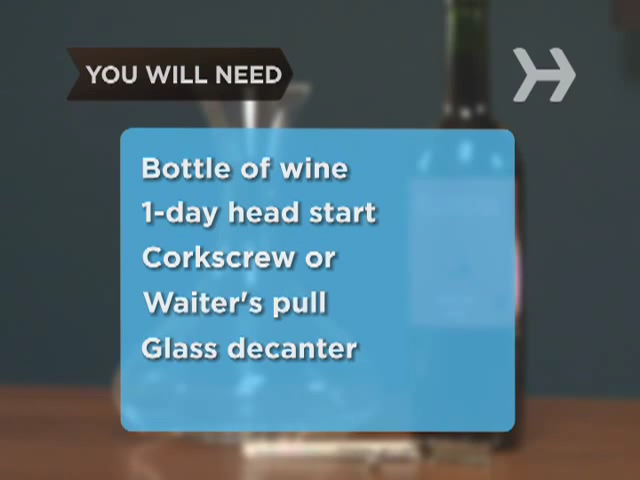 YOU WILL NEED
Bottle of wine
1-day head start
Corkscrew or
Waiter's pull
Glass decanter